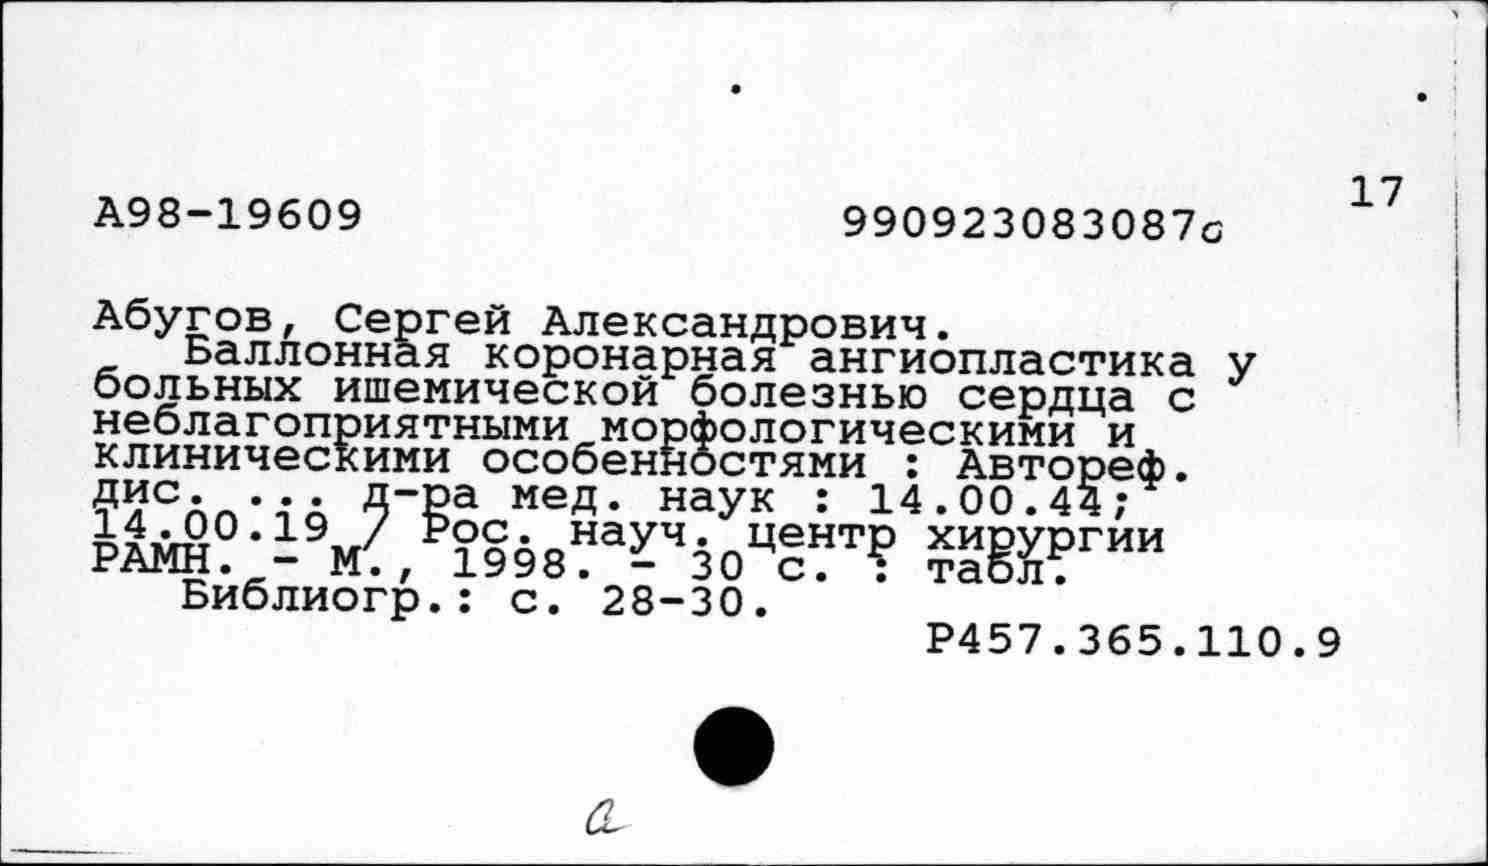 17
А98-19609 990923083087с
Абугов, Сергей Александрович.
Баллонная коронарная ангиопластика у
больных ишемической болезнью сердца с
неблагоприятными морфологическими и
клиническими особенностями : Автореф.
дис. ... д-ра мед. наук : 14.00.44;
14.00.19 / Рос. науч. центр хирургии
РАМН. - М., 1998. - 30 с. : табл.
Библиогр.: с. 28-30.
Р457.365.110.9
а